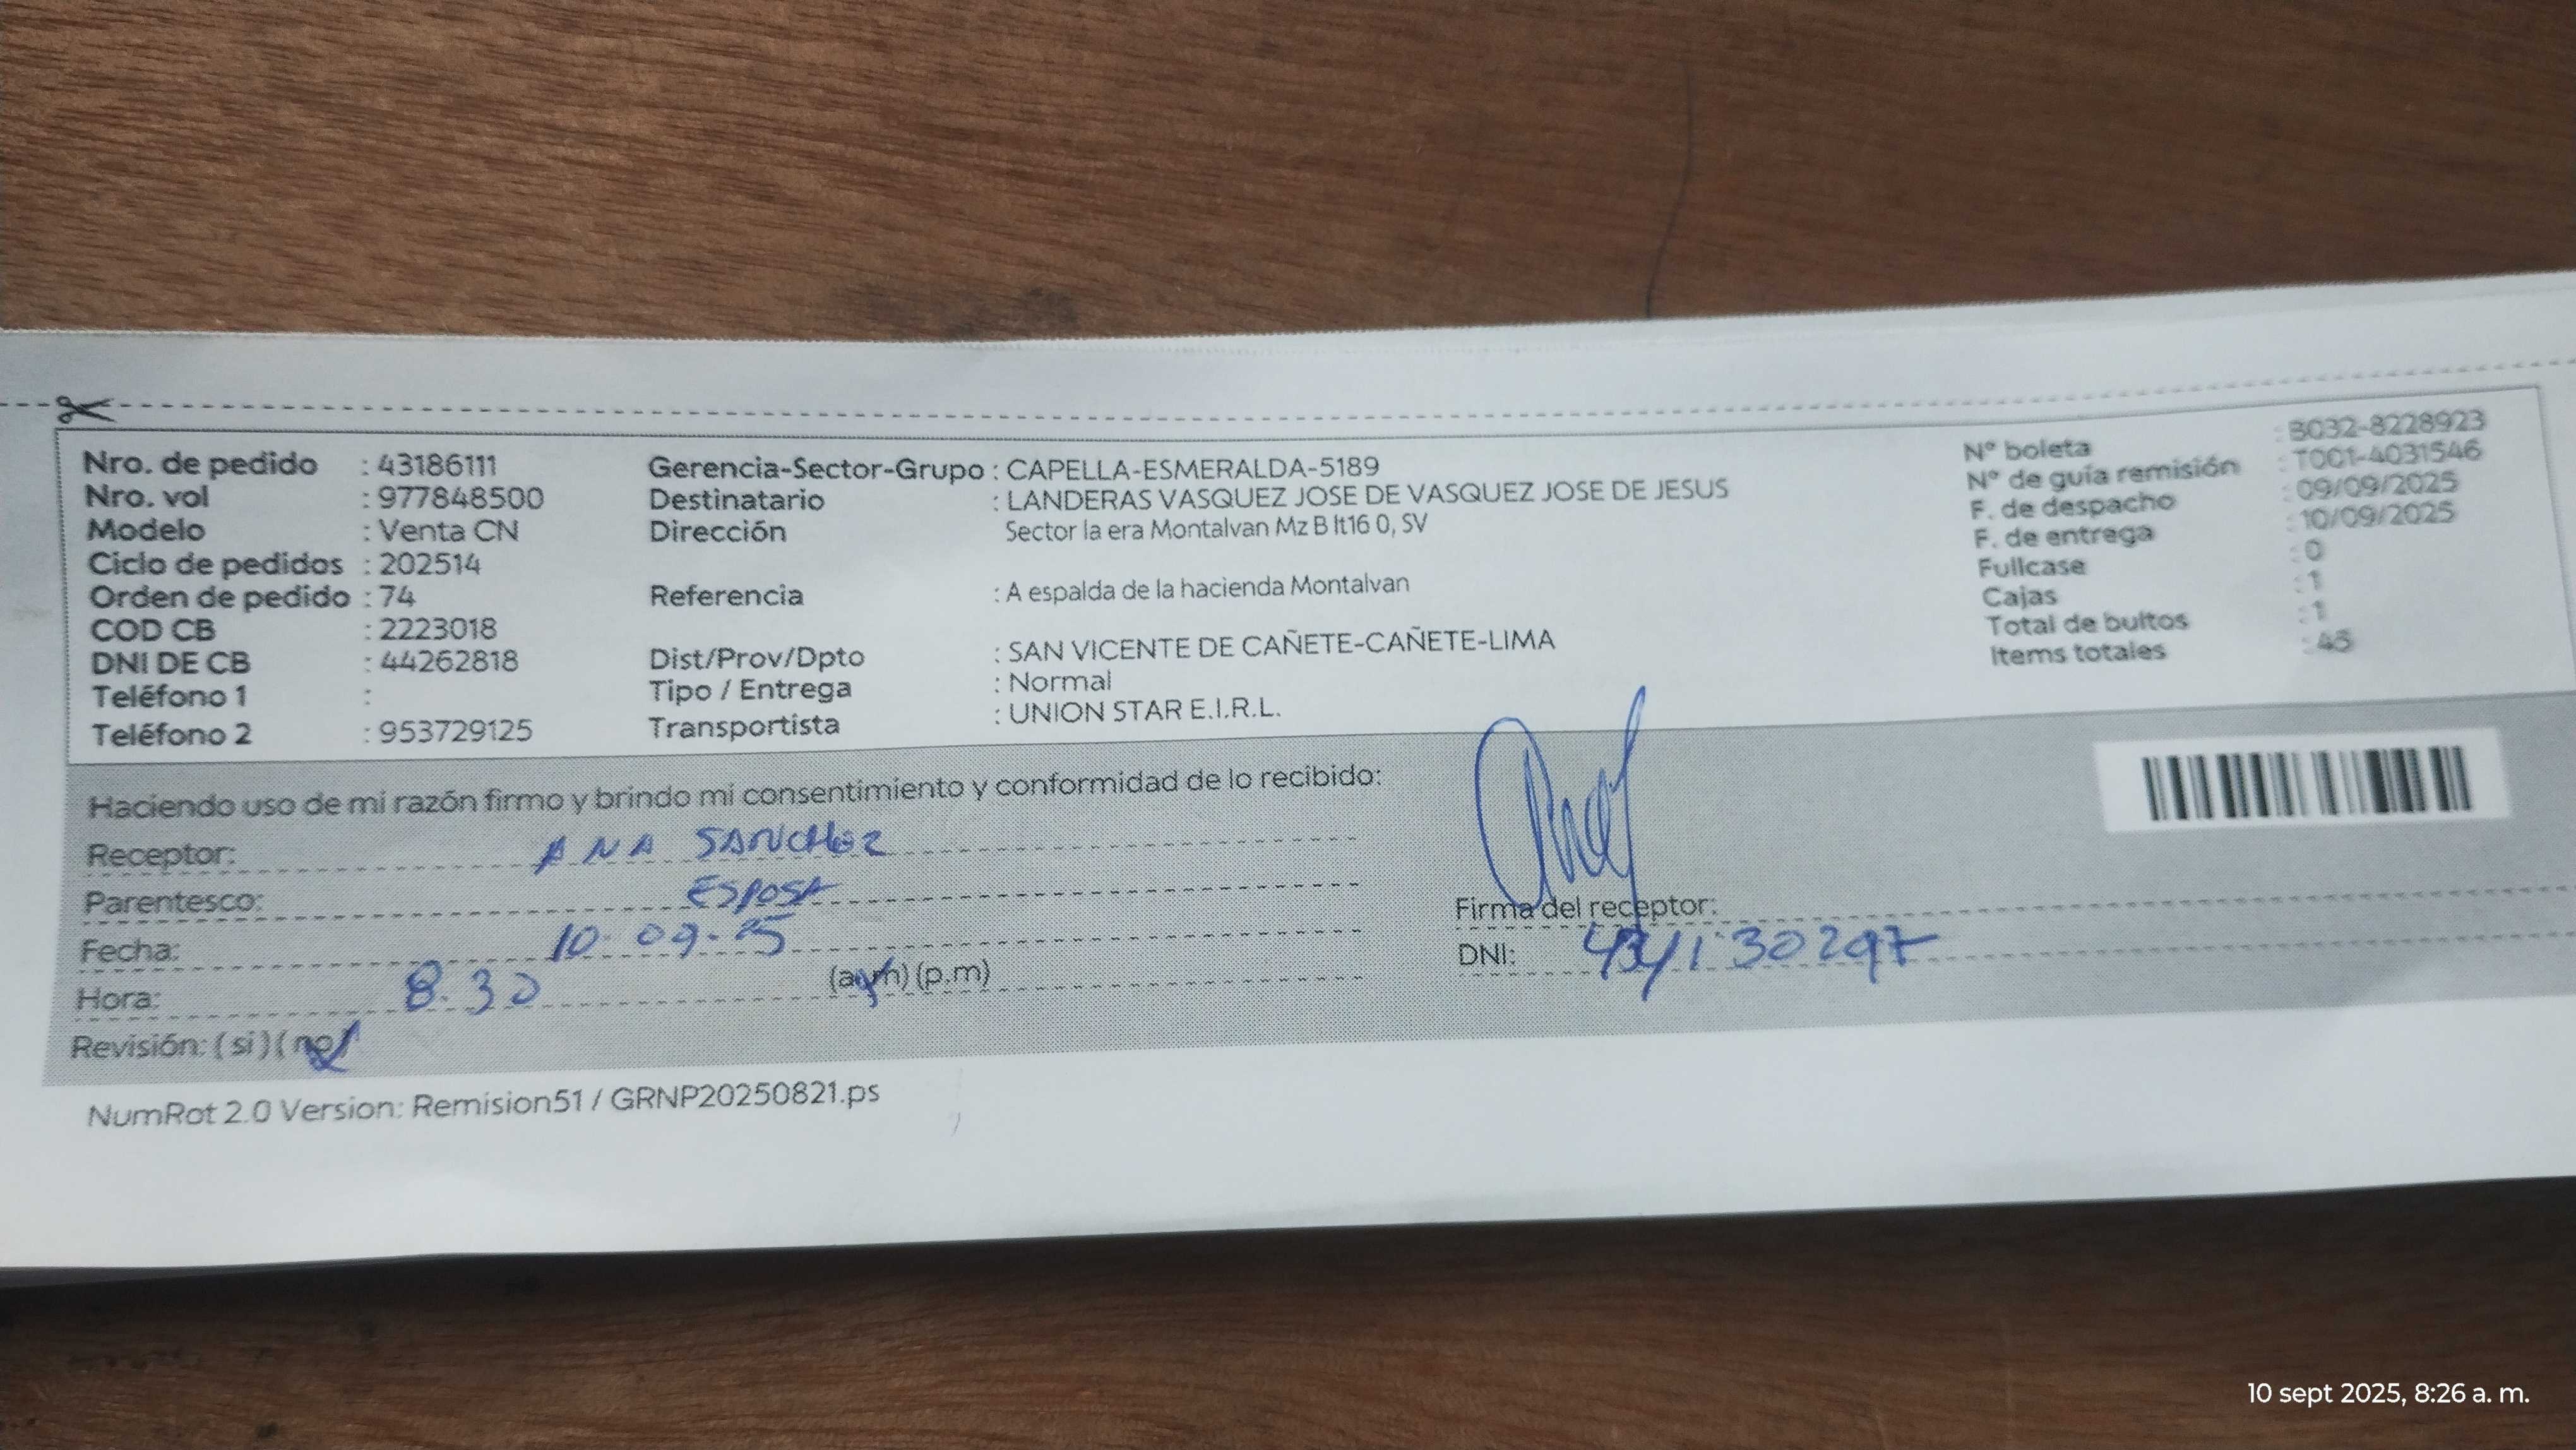 Nro. de pedido : 43186111
Nro. vol : 977848500
Modelo : Venta CN
Ciclo de pedidos : 202514
Orden de pedido : 74
COD CB : 2223018
DNI DE CB : 44262818
Teléfono 1 :
Teléfono 2 : 953729125
Gerencia-Sector-Grupo : CAPELLA-ESMERALDA-5189
Destinatario : LANDERAS VASQUEZ JOSE DE VASQUEZ JOSE DE JESUS
Dirección Sector la era Montalvan Mz B lt16 0, SV
Referencia : A espalda de la hacienda Montalvan
Dist/Prov/Dpto : SAN VICENTE DE CAÑETE-CAÑETE-LIMA
Tipo / Entrega : Normal
Transportista : UNION STAR E.I.R.L.
N° boleta : B032-8228923
N° de guía remisión : T001-4031546
F. de despacho : 09/09/2025
F. de entrega : 10/09/2025
Fullcase : 0
Cajas : 1
Total de bultos : 1
Items totales : 45
Haciendo uso de mi razón firmo y brindo mi consentimiento y conformidad de lo recibido:
Receptor: ANA SANCHEZ
Parentesco: ESPOSA
Fecha: 10-09-25
Hora: 8.30 (a.m) (p.m)
Revisión: ( si ) ( no )
Firma del receptor:
DNI:
NumRot 2.0 Version: Remision51 / GRNP20250821.ps
10 sept 2025, 8:26 a. m.